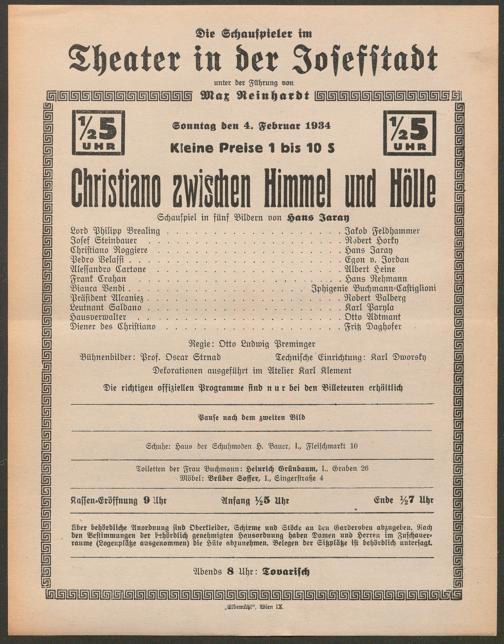 Die Schauspieler im
Theater in der Josefstadt
unter der Führung von
Max Reinhardt
½5 UHR
½5 UHR
Sonntag den 4. Februar 1934
Kleine Preise 1 bis 10 S
Christiano zwischen Himmel und Hölle
Schauspiel in fünf Bildern von Hans Jaray
Lord Philipp Brealing . . . Jakob Feldhammer
Josef Steinbauer . . . Robert Horky
Christiano Roggiere . . . Hans Jaray
Pedro Belassi . . . Egon v. Jordan
Alessandro Cartone . . . Albert Heine
Frank Crahan . . . Hans Rehmann
Bianca Bendi . . . Iphigenie Buchmann-Castiglioni
Präsident Alcaniez . . . Robert Balberg
Leutnant Saldano . . . Karl Paryla
Hausverwalter . . . Otto Adtmant
Diener des Christiano . . . Fritz Daghofer
Regie: Otto Ludwig Preminger
Bühnenbilder: Prof. Oscar Strnad Technische Einrichtung: Karl Dworsky
Dekorationen ausgeführt im Atelier Karl Klement
Die richtigen offiziellen Programme sind nur bei den Billeteuren erhältlich
Pause nach dem zweiten Bild
Schuhe: Haus der Schuhmoden H. Bauer, I., Fleischmarkt 10
Toiletten der Frau Buchmann: Heinrich Grünbaum, I., Graben 26
Möbel: Brüder Soffer, I., Singerstraße 4
Kassen-Eröffnung 9 Uhr Anfang ½5 Uhr Ende ½7 Uhr
Über behördliche Anordnung sind Oberkleider, Schirme und Stöcke an den Garderoben abzugeben. Nach
den Bestimmungen der behördlich genehmigten Hausordnung haben Damen und Herren im Zuschauer-
raume (Logenplätze ausgenommen) die Hüte abzunehmen. Belegen der Sitzplätze ist behördlich untersagt.
Abends 8 Uhr: Tovarisch
„Elbemühl“, Wien IX.